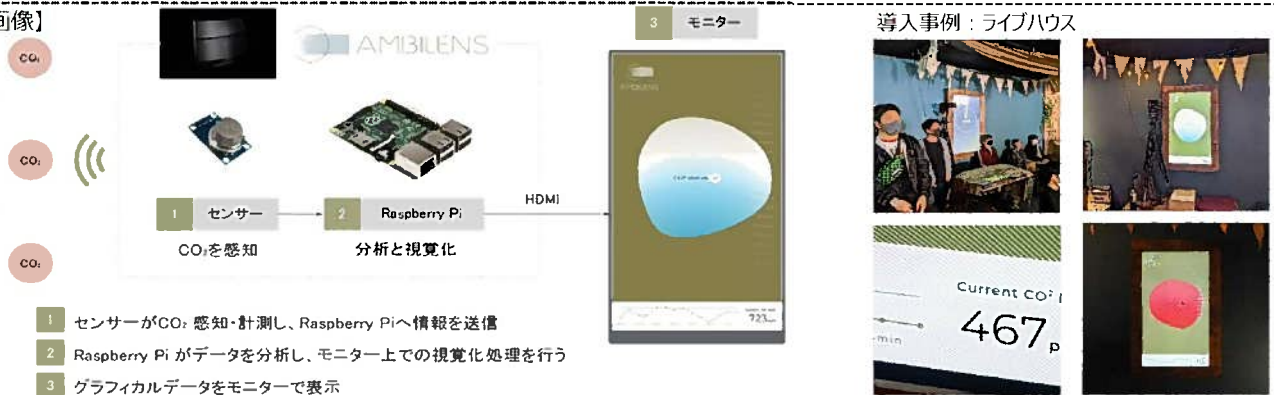 画像】
CO₂
CO₂
CO₂
AMBILENS
1 センサー
CO₂を感知
2 Raspberry Pi
分析と視覚化
HDMI
3 モニター
AMBILENS
723
1 センサーがCO₂ 感知・計測し、Raspberry Piへ情報を送信
2 Raspberry Pi がデータを分析し、モニター上での視覚化処理を行う
3 グラフィカルデータをモニターで表示
導入事例：ライブハウス
Current CO²
467
min